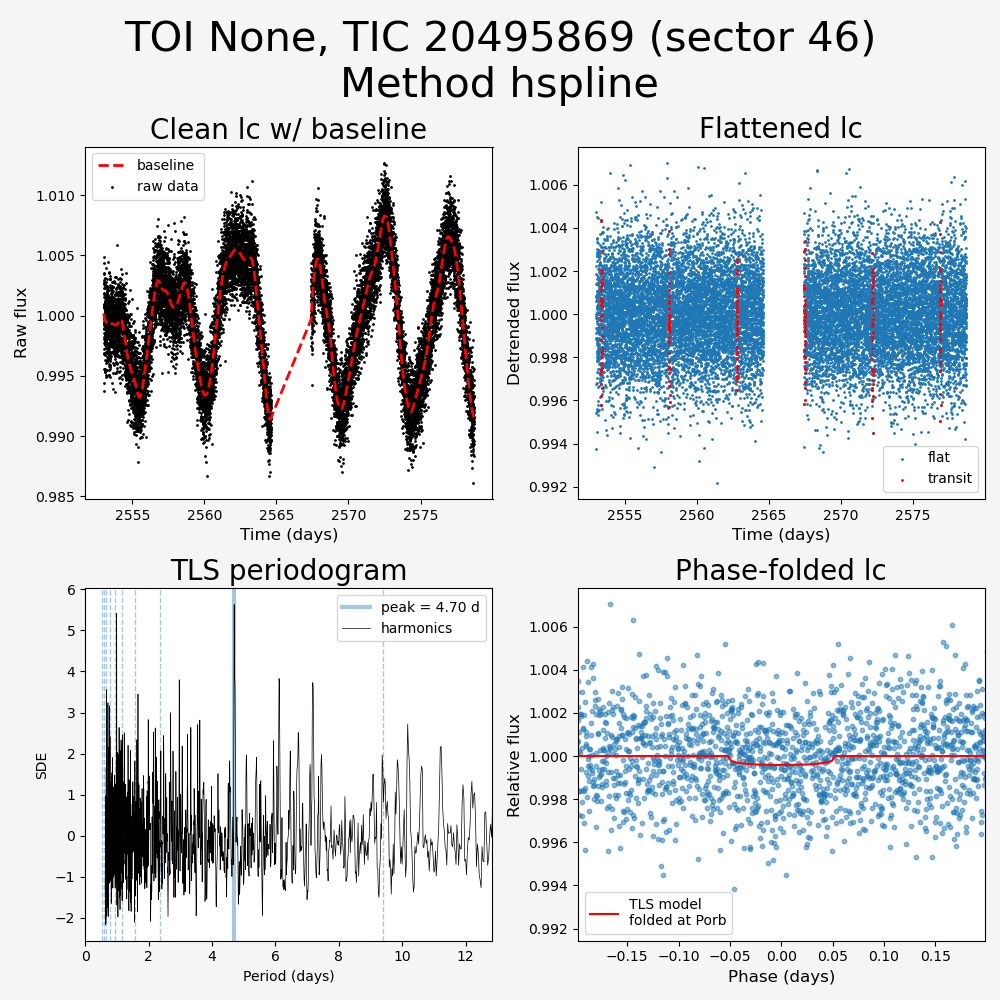 TOI None, TIC 20495869 (sector 46)
Method hspline
Clean lc w/ baseline
baseline
raw data
1.010
1.005
1.000
0.995
0.990
0.985
Raw flux
2555 2560 2565 2570 2575
Time (days)
Flattened lc
1.006
1.004
1.002
1.000
0.998
0.996
0.994
0.992
Detrended flux
flat
transit
2555 2560 2565 2570 2575
Time (days)
TLS periodogram
peak = 4.70 d
harmonics
6
5
4
3
2
1
0
−1
−2
SDE
0 2 4 6 8 10 12
Period (days)
Phase-folded lc
1.006
1.004
1.002
1.000
0.998
0.996
0.994
0.992
Relative flux
TLS model
folded at Porb
−0.15 −0.10 −0.05 0.00 0.05 0.10 0.15
Phase (days)